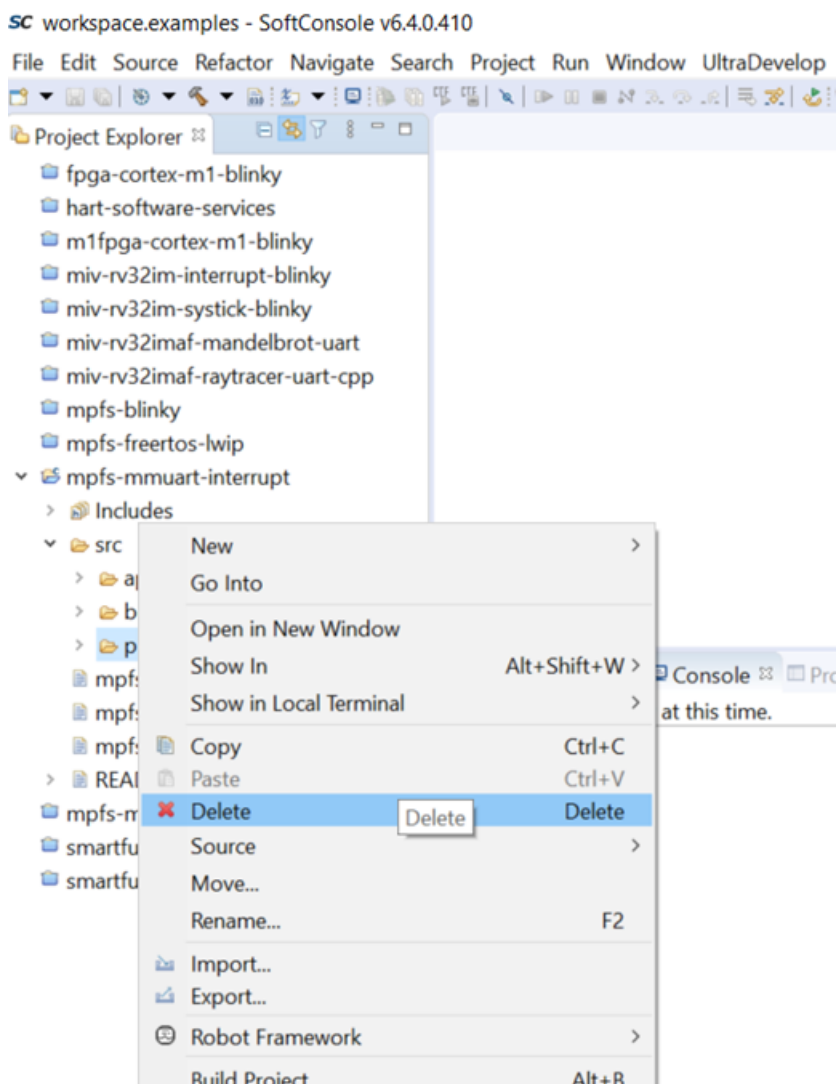 SC workspace.examples - SoftConsole v6.4.0.410
File Edit Source Refactor Navigate Search Project Run Window UltraDevelop
Project Explorer
fpga-cortex-m1-blinky
hart-software-services
m1fpga-cortex-m1-blinky
miv-rv32im-interrupt-blinky
miv-rv32im-systick-blinky
miv-rv32imaf-mandelbrot-uart
miv-rv32imaf-raytracer-uart-cpp
mpfs-blinky
mpfs-freertos-lwip
mpfs-mmuart-interrupt
Includes
src
New
Go Into
Open in New Window
Show In Alt+Shift+W
Show in Local Terminal
Console
at this time.
Copy Ctrl+C
Paste Ctrl+V
Delete Delete
Delete
Source
Move...
Rename... F2
Import...
Export...
Robot Framework
Build Project Alt+B